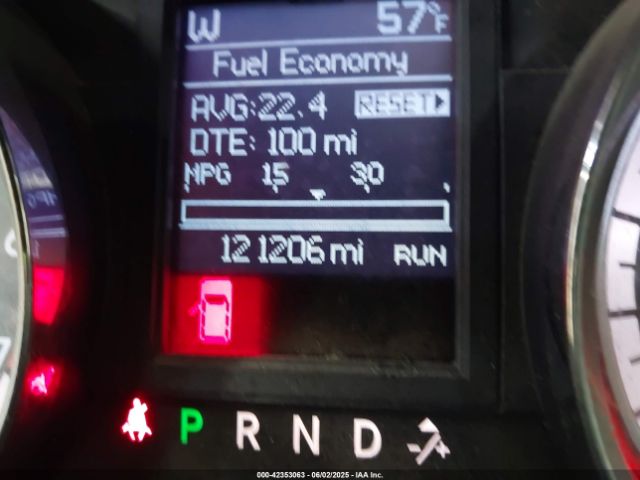 W 57°F
Fuel Economy
AVG:22.4 RESET
DTE: 100 mi
MPG 15 30
121206 mi RUN
P R N D
000-42353063 - 06/02/2025 - IAA Inc.